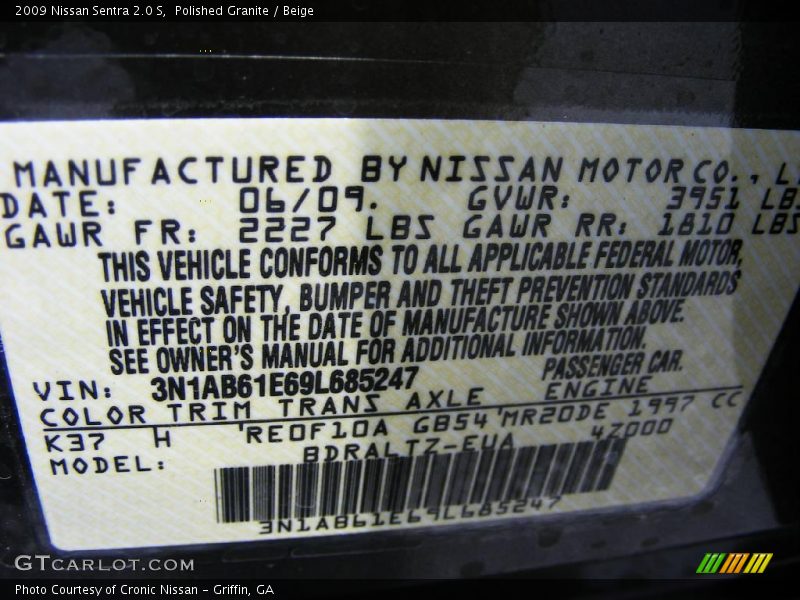 2009 Nissan Sentra 2.0 S, Polished Granite / Beige
MANUFACTURED BY NISSAN MOTOR CO., L
DATE: 06/09. GVWR: 3951 LBS
GAWR FR: 2227 LBS GAWR RR: 1810 LBS
THIS VEHICLE CONFORMS TO ALL APPLICABLE FEDERAL MOTOR,
VEHICLE SAFETY, BUMPER AND THEFT PREVENTION STANDARDS
IN EFFECT ON THE DATE OF MANUFACTURE SHOWN ABOVE.
SEE OWNER'S MANUAL FOR ADDITIONAL INFORMATION.
VIN: 3N1AB61E69L685247 PASSENGER CAR.
COLOR TRIM TRANS AXLE ENGINE
K37 H 'RE0F10A GB54 'MR20DE 1997 CC
MODEL: BDRALTZ-EUA 4Z000
3N1AB61E69L685247
GTCARLOT.COM
Photo Courtesy of Cronic Nissan - Griffin, GA